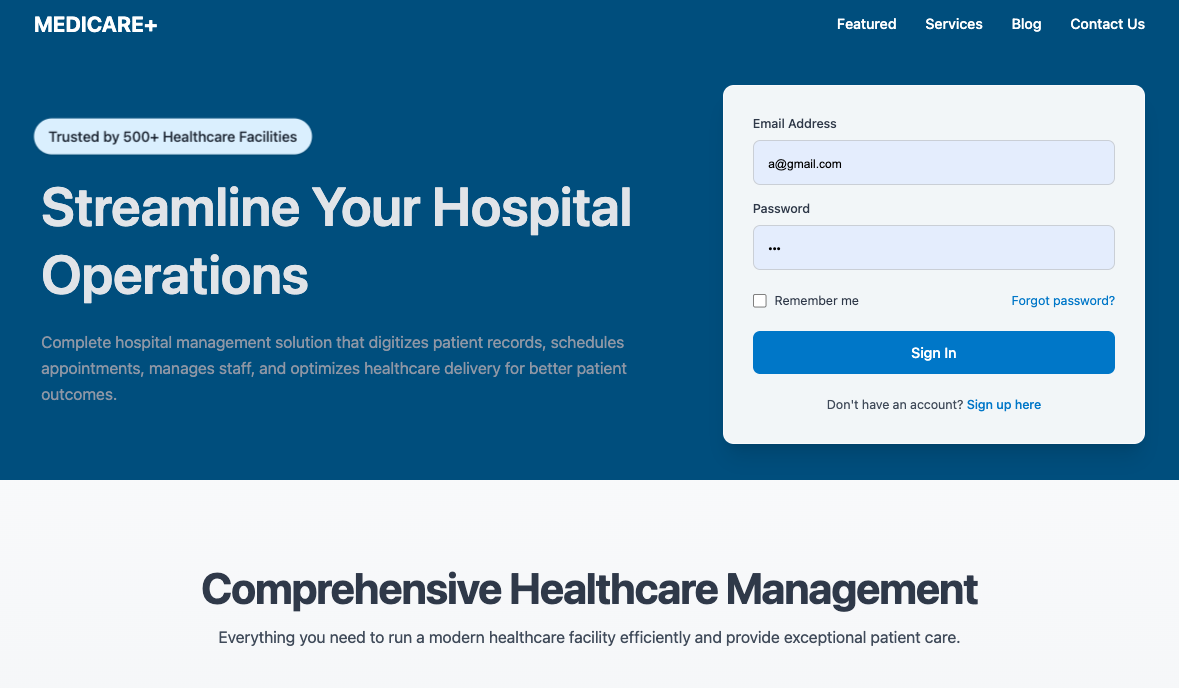 MEDICARE+
Featured Services Blog Contact Us
Trusted by 500+ Healthcare Facilities
Streamline Your Hospital
Operations
Complete hospital management solution that digitizes patient records, schedules
appointments, manages staff, and optimizes healthcare delivery for better patient
outcomes.
Email Address
a@gmail.com
Password
•••
Remember me Forgot password?
Sign In
Don't have an account? Sign up here
Comprehensive Healthcare Management
Everything you need to run a modern healthcare facility efficiently and provide exceptional patient care.